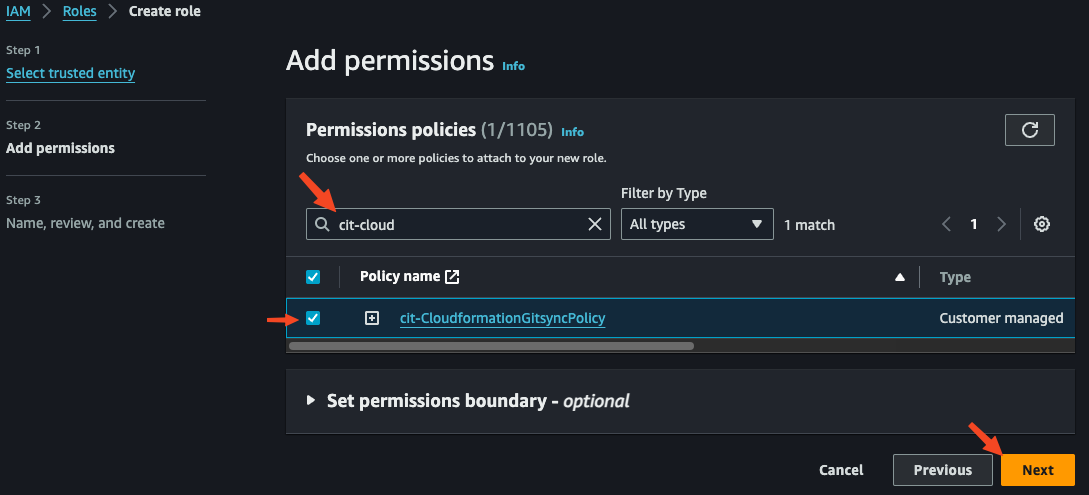 IAM > Roles > Create role
Step 1
Select trusted entity
Step 2
Add permissions
Step 3
Name, review, and create
Add permissions Info
Permissions policies (1/1105) Info
Choose one or more policies to attach to your new role.
Filter by Type
cit-cloud
All types
1 match
1
Policy name
Type
cit-CloudformationGitsyncPolicy
Customer managed
Set permissions boundary - optional
Cancel
Previous
Next